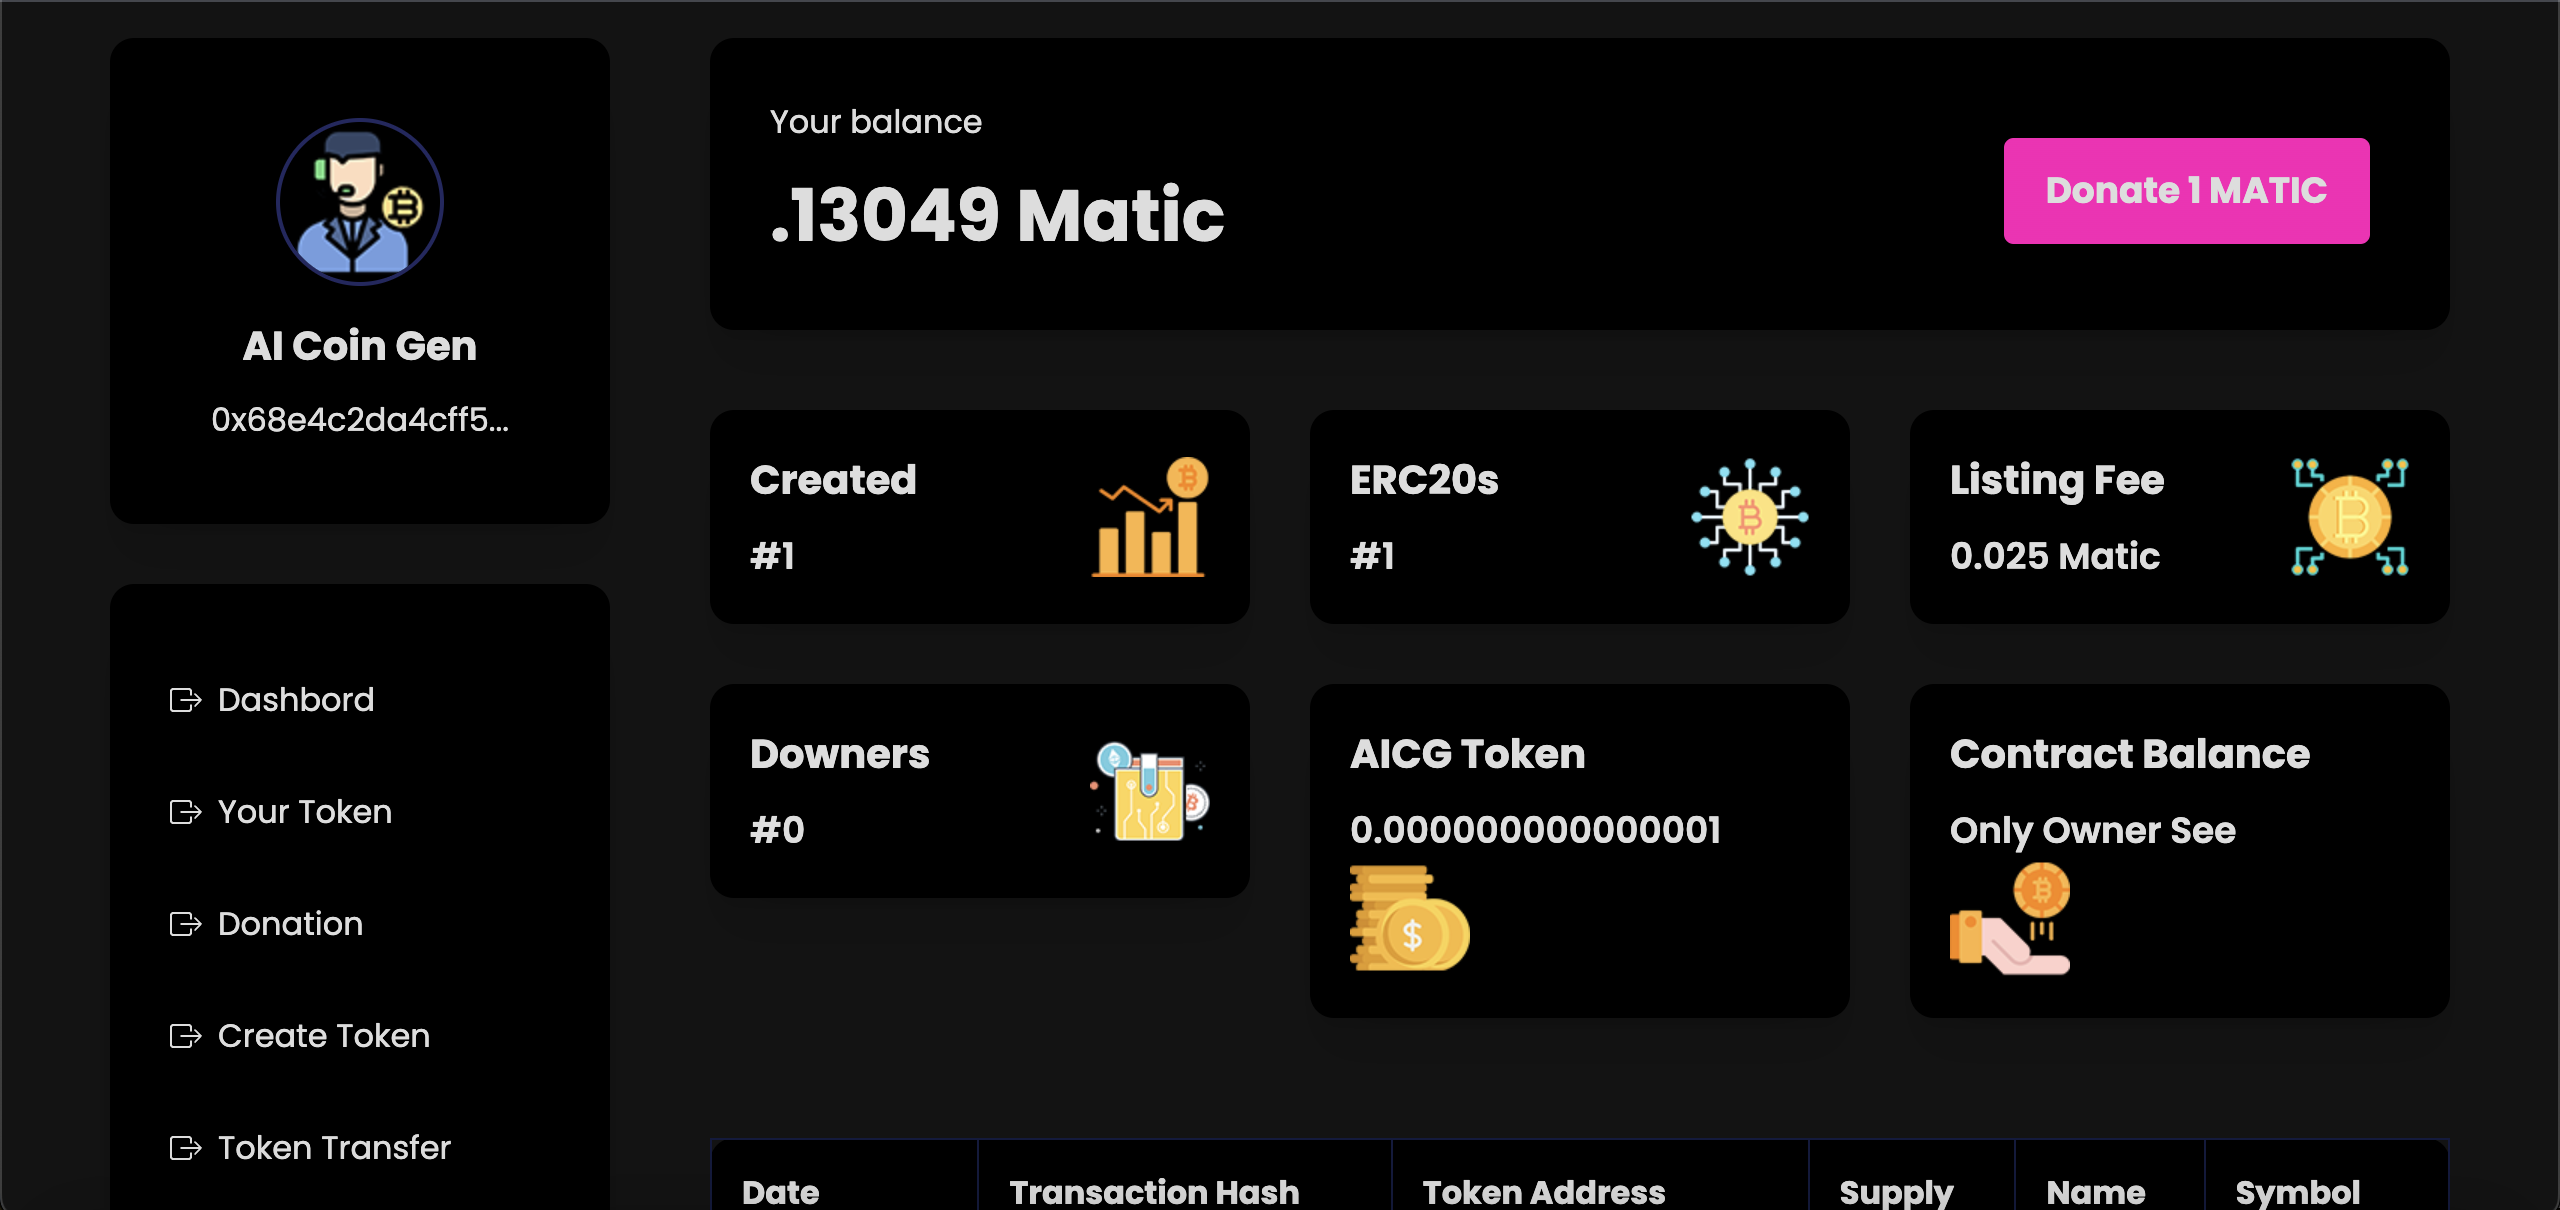 AI Coin Gen
0x68e4c2da4cff5...
Dashbord
Your Token
Donation
Create Token
Token Transfer
Your balance
.13049 Matic
Donate 1 MATIC
Created
#1
ERC20s
#1
Listing Fee
0.025 Matic
Downers
#0
AICG Token
0.000000000000001
Contract Balance
Only Owner See
Date Transaction Hash Token Address Supply Name Symbol